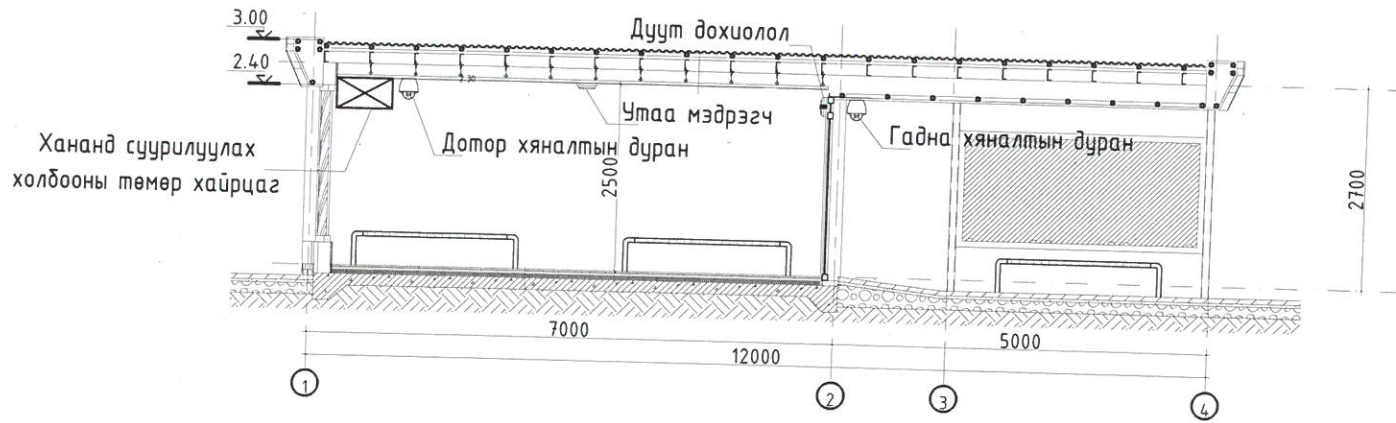 3.00
Дуут дохиолол
2.40
30
Утаа мэдрэгч
Хананд суурилуулах
холбооны төмөр хайрцаг
Дотор хяналтын дуран
Гадна хяналтын дуран
2500
2700
7000
5000
12000
1
2
3
4